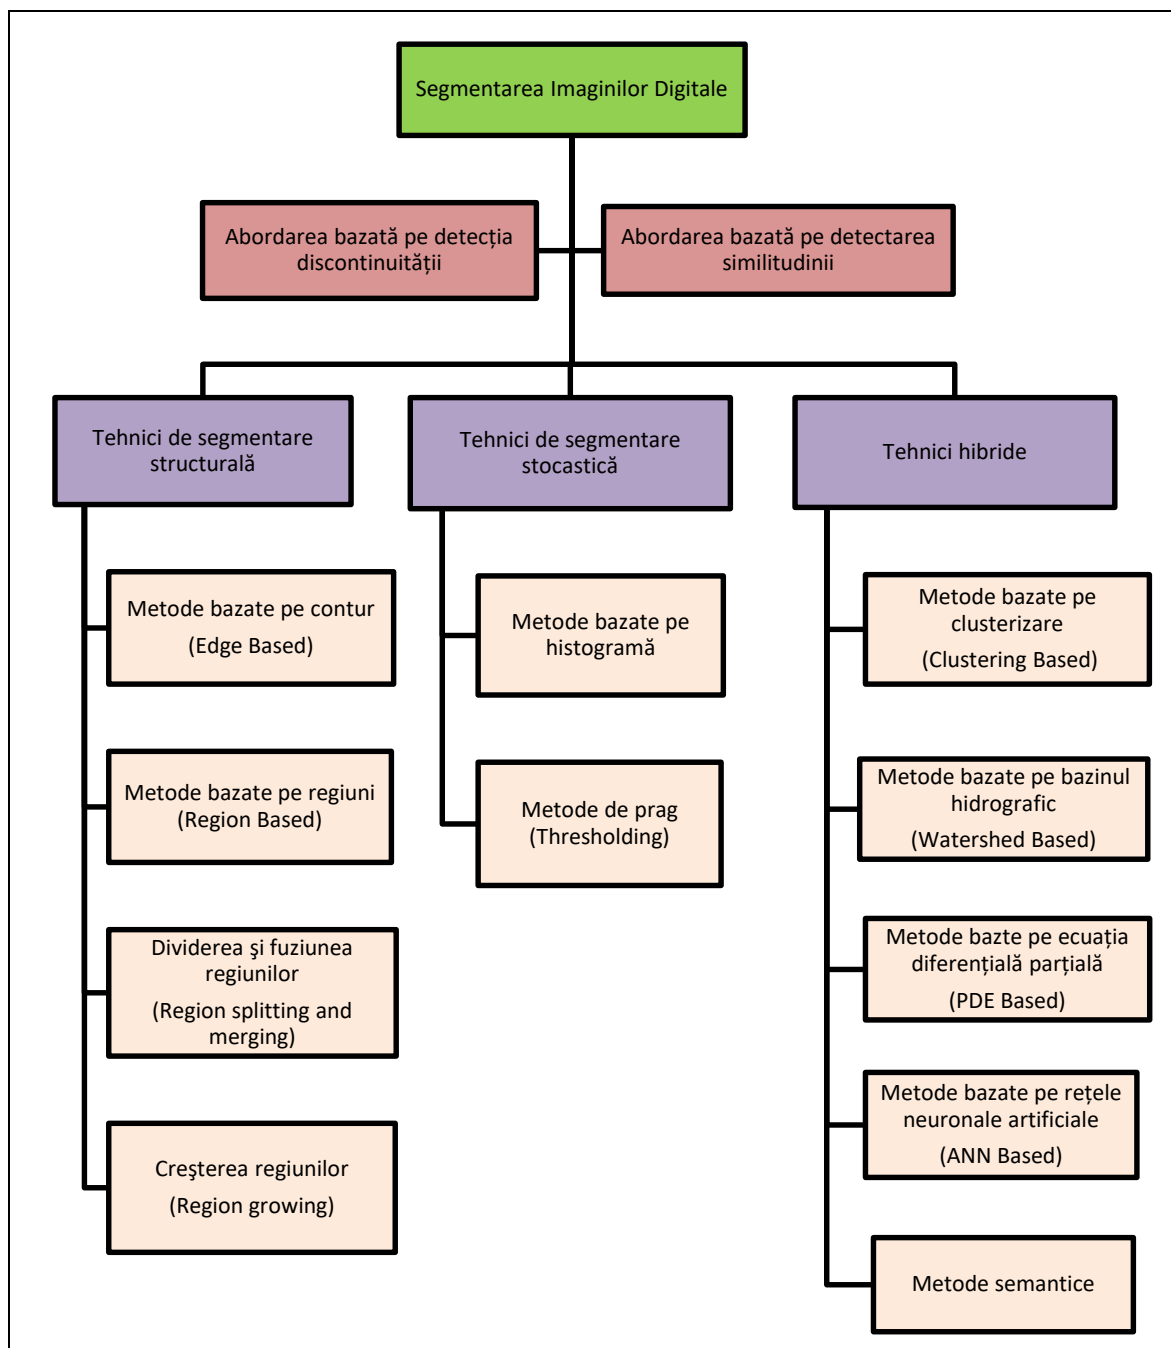 Segmentarea Imaginilor Digitale
Abordarea bazată pe detecția
discontinuității
Abordarea bazată pe detectarea
similitudinii
Tehnici de segmentare
structurală
Tehnici de segmentare
stocastică
Tehnici hibride
Metode bazate pe contur
(Edge Based)
Metode bazate pe regiuni
(Region Based)
Dividerea şi fuziunea
regiunilor
(Region splitting and
merging)
Creşterea regiunilor
(Region growing)
Metode bazate pe
histogramă
Metode de prag
(Thresholding)
Metode bazate pe
clusterizare
(Clustering Based)
Metode bazate pe bazinul
hidrografic
(Watershed Based)
Metode bazte pe ecuația
diferențială parțială
(PDE Based)
Metode bazate pe rețele
neuronale artificiale
(ANN Based)
Metode semantice